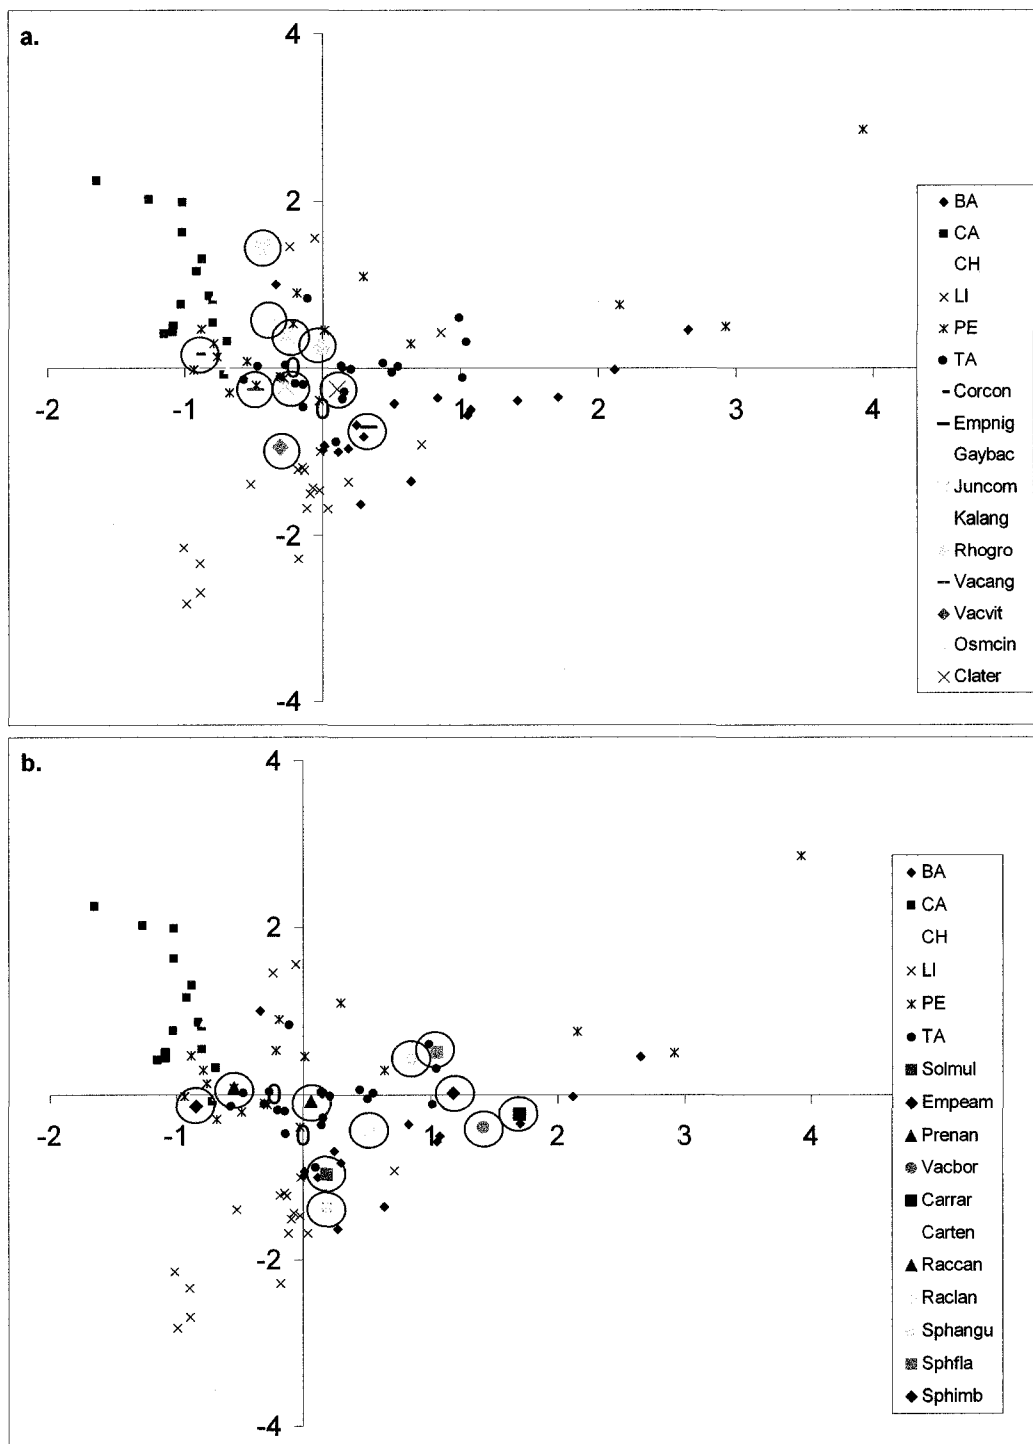 a.
4
2
0
-2
-1
0
1
2
3
4
-2
-4
BA
CA
CH
LI
PE
TA
Corcon
Empnig
Gaybac
Juncom
Kalang
Rhogro
Vacang
Vacvit
Osmcin
Clater
b.
4
2
0
-2
-1
0
1
2
3
4
-2
-4
BA
CA
CH
LI
PE
TA
Solmul
Empeam
Prenan
Vacbor
Carrar
Carten
Raccan
Raclan
Sphangu
Sphfla
Sphimb